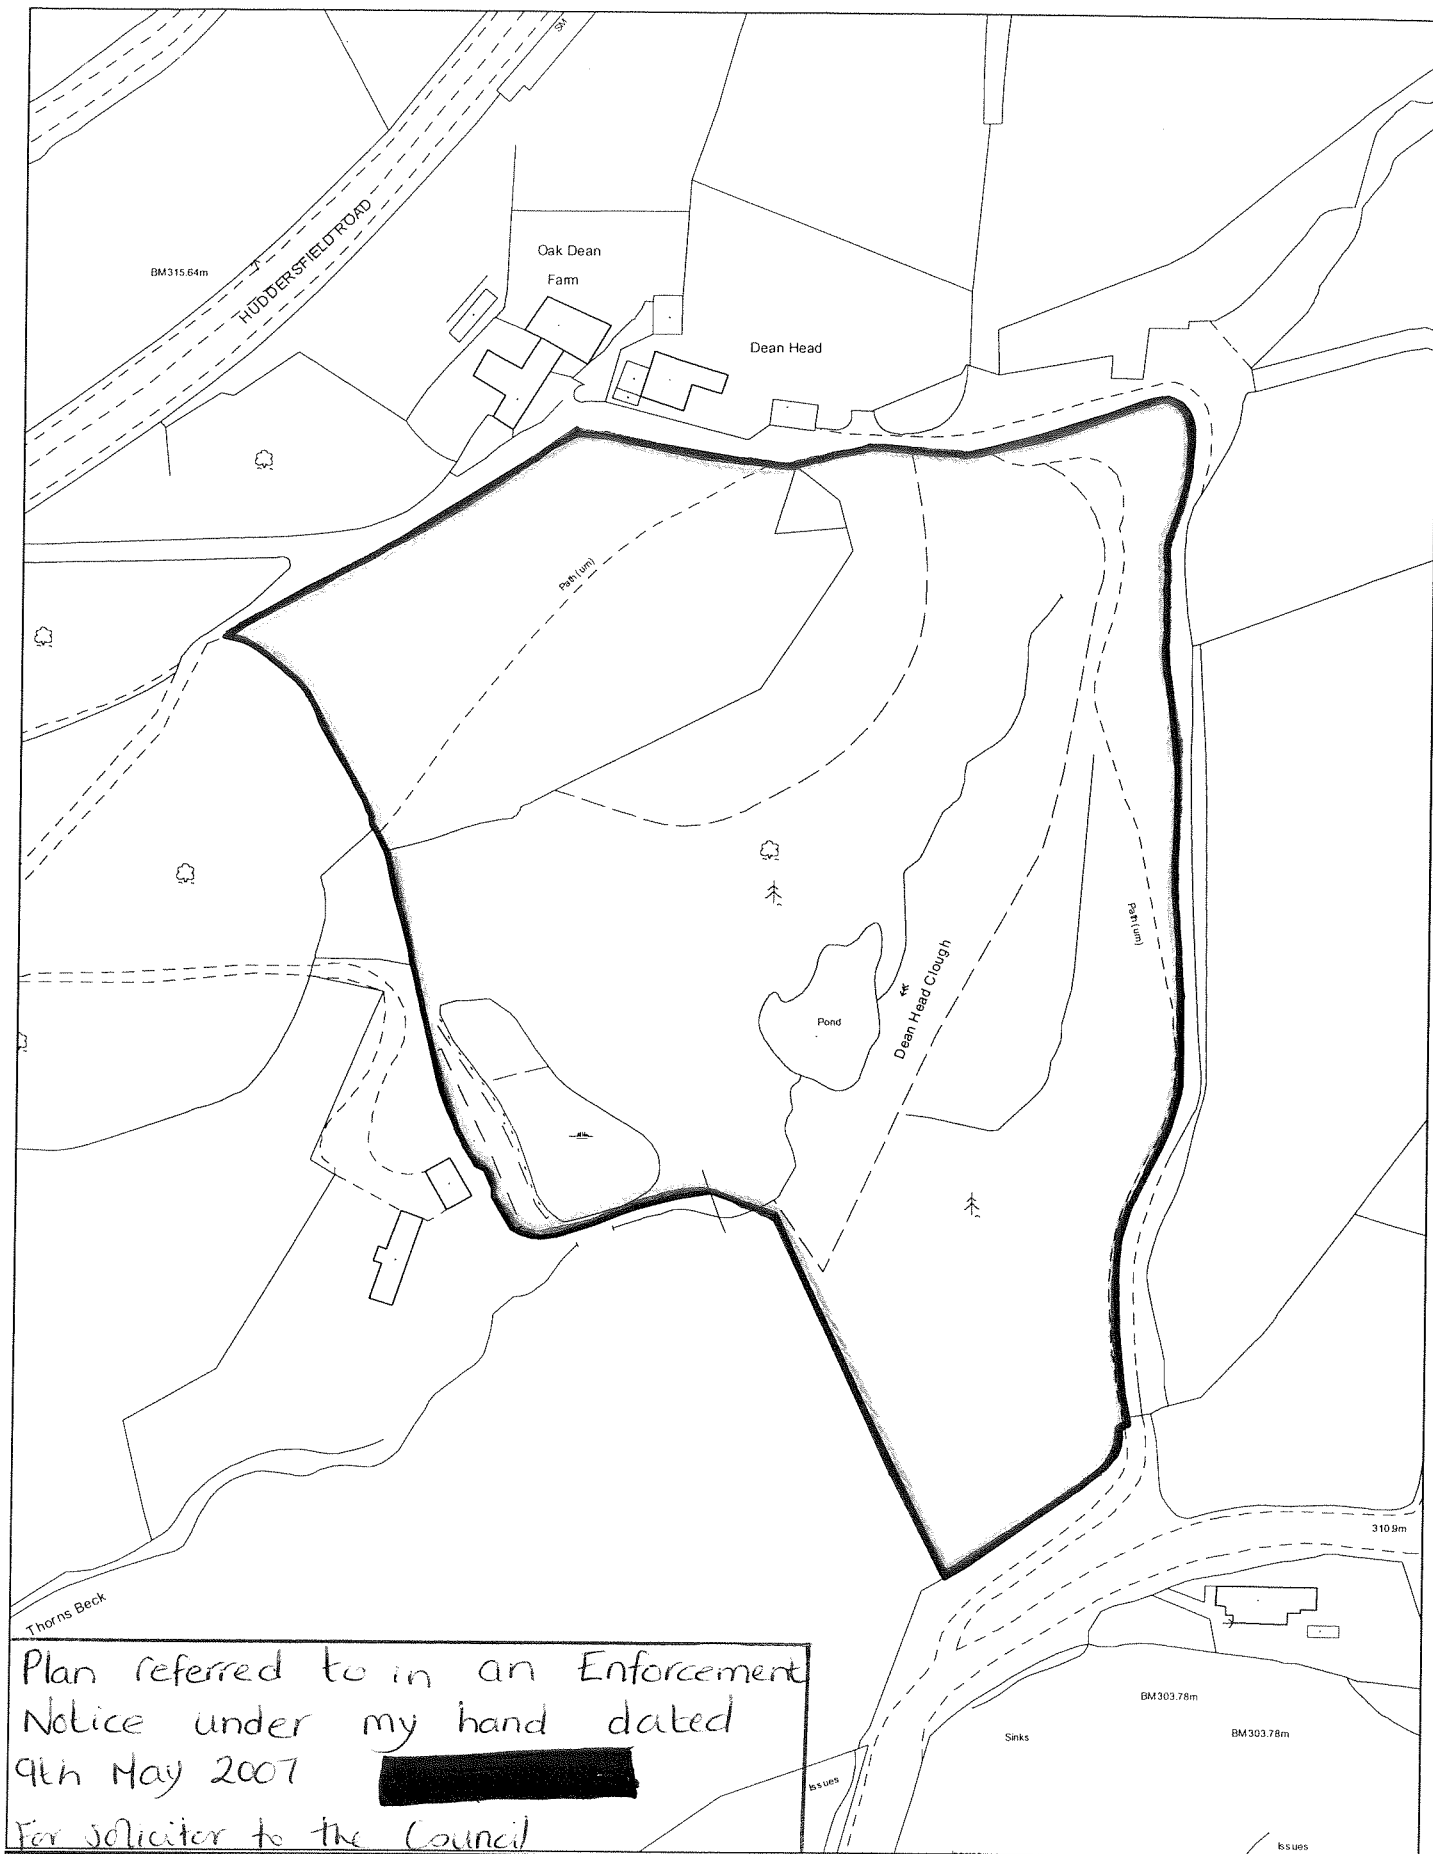 SM
HUDDERSFIELD ROAD
BM315.64m
Oak Dean
Farm
Dean Head
Path (um)
Path (um)
Pond
Dean Head Clough
Thorns Beck
310.9m
BM303.78m
BM303.78m
Sinks
Issues
Issues
Plan referred to in an Enforcement
Notice under my hand dated
9th May 2007
For solicitor to the Council